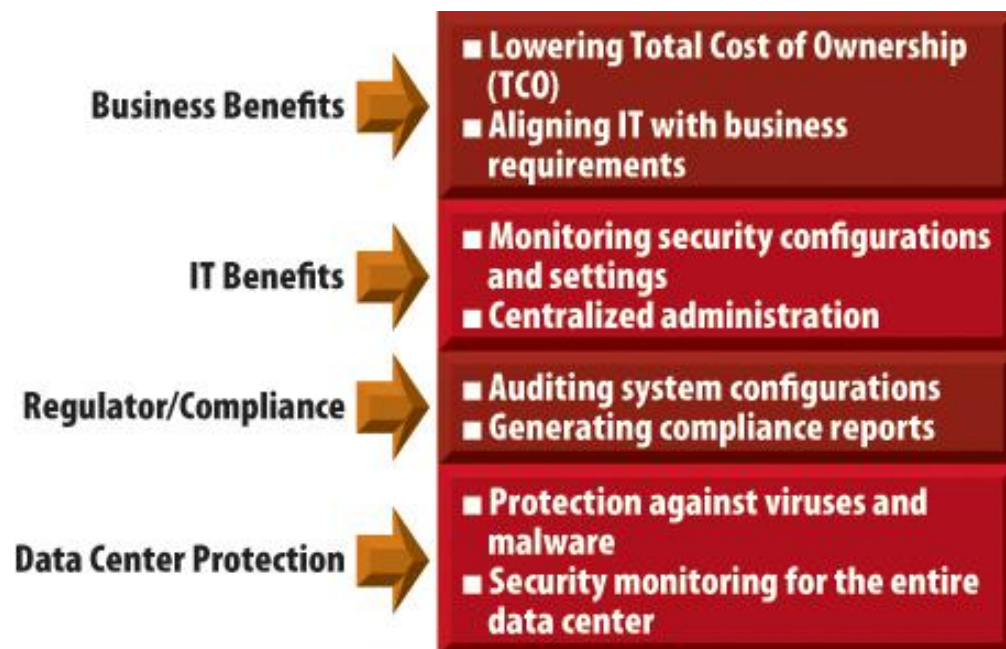 Business Benefits
■ Lowering Total Cost of Ownership
(TCO)
■ Aligning IT with business
requirements
IT Benefits
■ Monitoring security configurations
and settings
■ Centralized administration
Regulator/Compliance
■ Auditing system configurations
■ Generating compliance reports
Data Center Protection
■ Protection against viruses and
malware
■ Security monitoring for the entire
data center